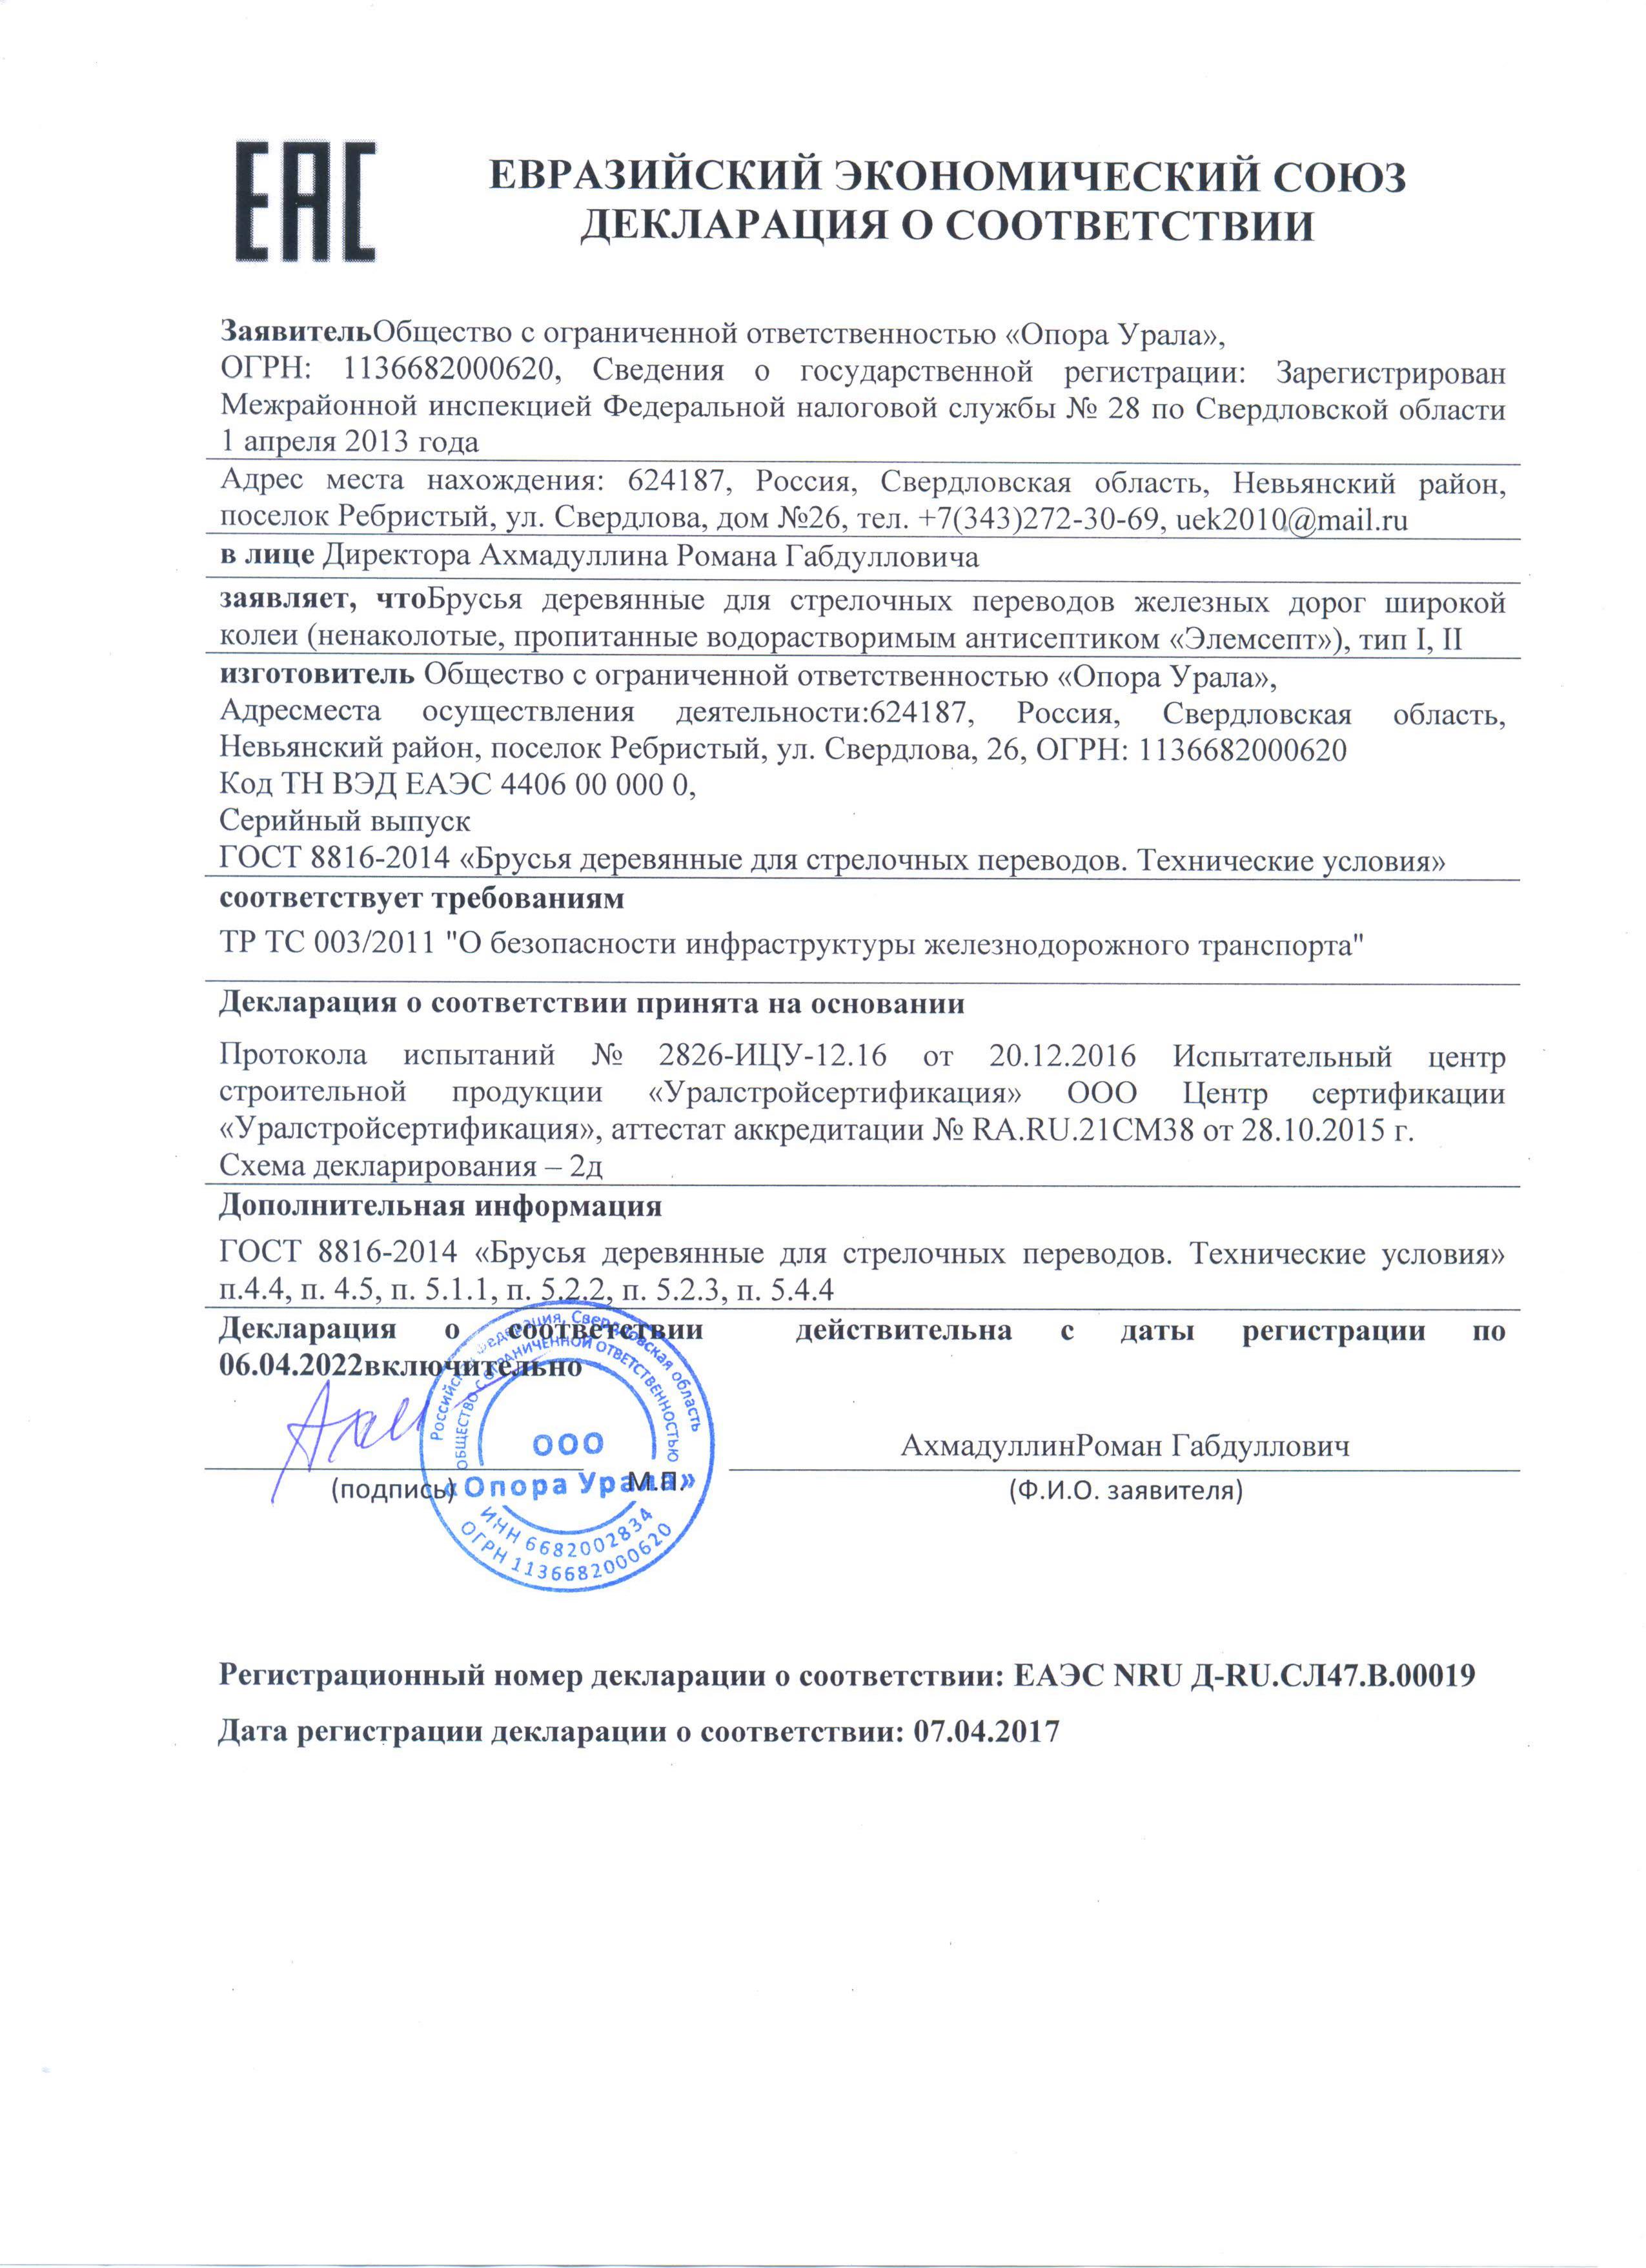 ЕАС
ЕВРАЗИЙСКИЙ ЭКОНОМИЧЕСКИЙ СОЮЗ
ДЕКЛАРАЦИЯ О СООТВЕТСТВИИ
ЗаявительОбщество с ограниченной ответственностью «Опора Урала»,
ОГРН: 1136682000620, Сведения о государственной регистрации: Зарегистрирован
Межрайонной инспекцией Федеральной налоговой службы № 28 по Свердловской области
1 апреля 2013 года
Адрес места нахождения: 624187, Россия, Свердловская область, Невьянский район,
поселок Ребристый, ул. Свердлова, дом №26, тел. +7(343)272-30-69, uek2010@mail.ru
в лице Директора Ахмадуллина Романа Габдулловича
заявляет, чтоБрусья деревянные для стрелочных переводов железных дорог широкой
колеи (ненаколотые, пропитанные водорастворимым антисептиком «Элемсепт»), тип I, II
изготовитель Общество с ограниченной ответственностью «Опора Урала»,
Адресместа осуществления деятельности:624187, Россия, Свердловская область,
Невьянский район, поселок Ребристый, ул. Свердлова, 26, ОГРН: 1136682000620
Код ТН ВЭД ЕАЭС 4406 00 000 0,
Серийный выпуск
ГОСТ 8816-2014 «Брусья деревянные для стрелочных переводов. Технические условия»
соответствует требованиям
ТР ТС 003/2011 "О безопасности инфраструктуры железнодорожного транспорта"
Декларация о соответствии принята на основании
Протокола испытаний № 2826-ИЦУ-12.16 от 20.12.2016 Испытательный центр
строительной продукции «Уралстройсертификация» ООО Центр сертификации
«Уралстройсертификация», аттестат аккредитации № RA.RU.21СМ38 от 28.10.2015 г.
Схема декларирования – 2д
Дополнительная информация
ГОСТ 8816-2014 «Брусья деревянные для стрелочных переводов. Технические условия»
п.4.4, п. 4.5, п. 5.1.1, п. 5.2.2, п. 5.2.3, п. 5.4.4
Декларация о соответствии действительна с даты регистрации по
06.04.2022включительно
Российская Федерация, Свердловская область
ОБЩЕСТВО С ОГРАНИЧЕННОЙ ОТВЕТСТВЕННОСТЬЮ
ООО
«Опора Урала»
ИНН 6682002834
ОГРН 1136682000620
АхмадуллинРоман Габдуллович
(подпись) М.П. (Ф.И.О. заявителя)
Регистрационный номер декларации о соответствии: ЕАЭС NRU Д-RU.СЛ47.В.00019
Дата регистрации декларации о соответствии: 07.04.2017